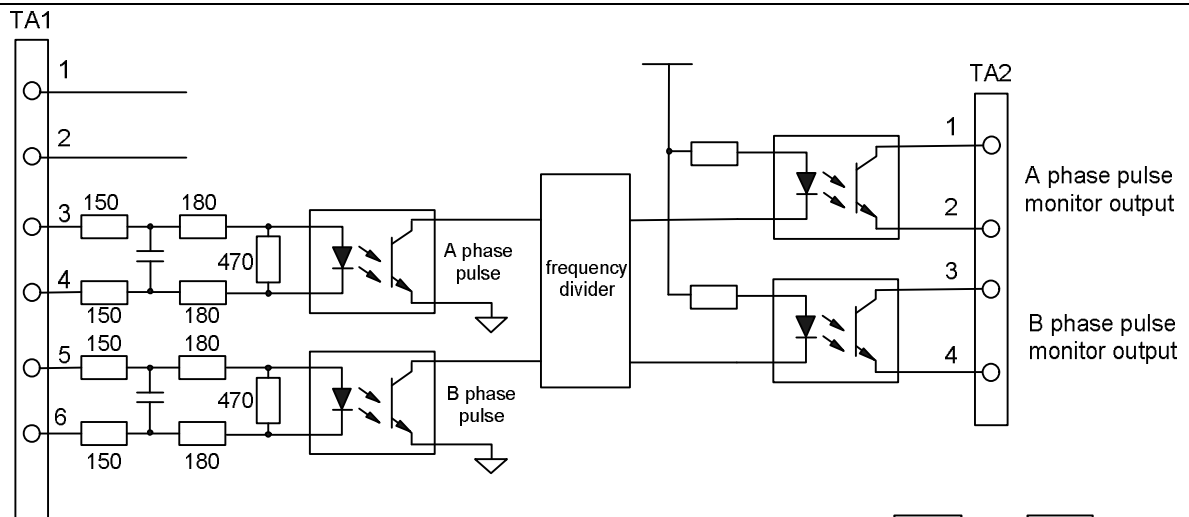 TA1
1
2
3
150
180
470
4
150
180
A phase
pulse
5
150
180
470
6
150
180
B phase
pulse
frequency
divider
TA2
1
2
A phase pulse
monitor output
3
4
B phase pulse
monitor output